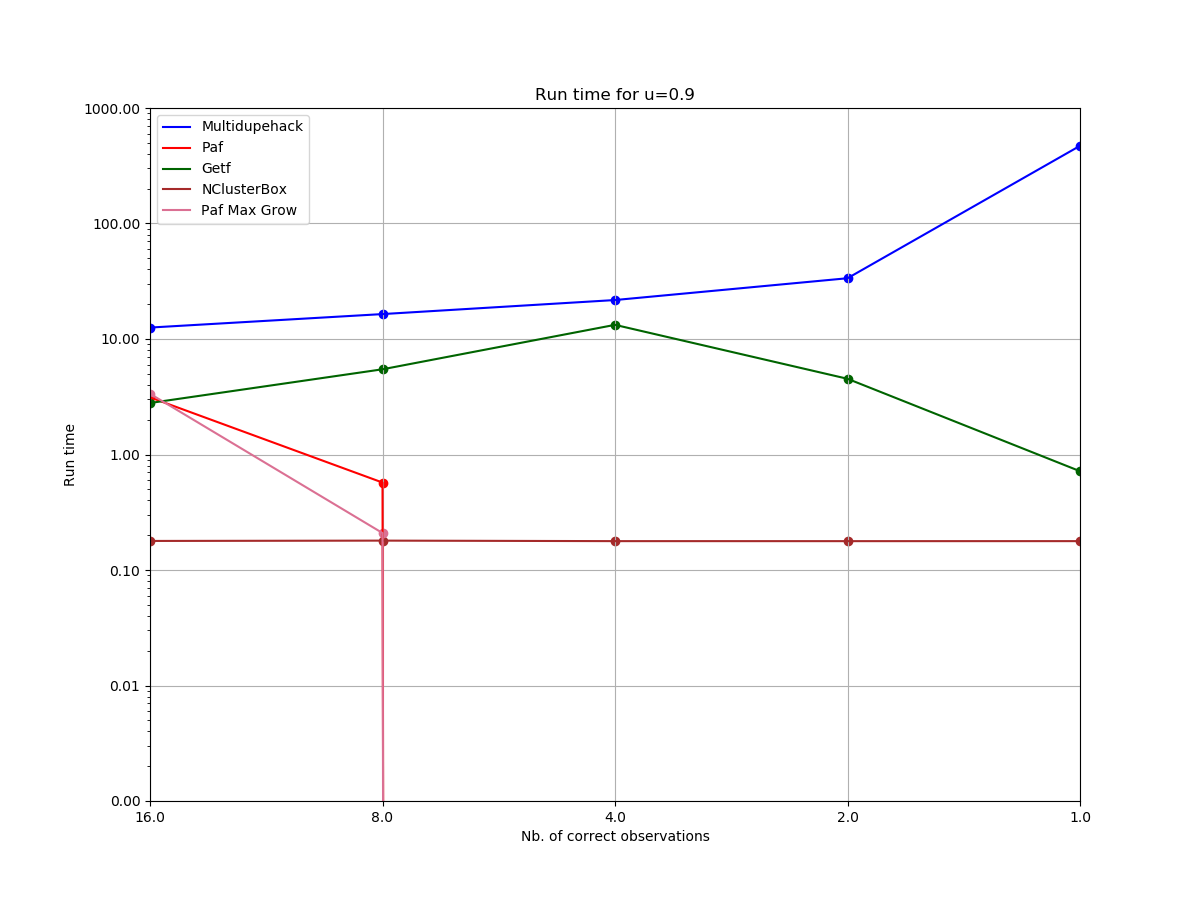 Run time for u=0.9
1000.00
100.00
10.00
1.00
0.10
0.01
0.00
Run time
Multidupehack
Paf
Getf
NClusterBox
Paf Max Grow
16.0
8.0
4.0
2.0
1.0
Nb. of correct observations